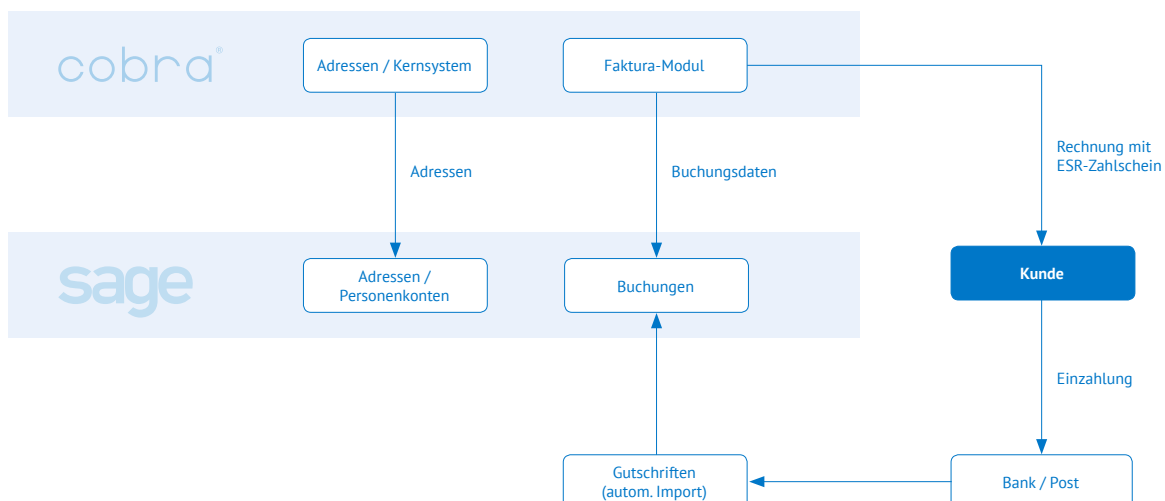 cobra®
Adressen / Kernsystem
Faktura-Modul
Adressen
Buchungsdaten
Rechnung mit
ESR-Zahlschein
sage
Adressen /
Personenkonten
Buchungen
Kunde
Einzahlung
Gutschriften
(autom. Import)
Bank / Post